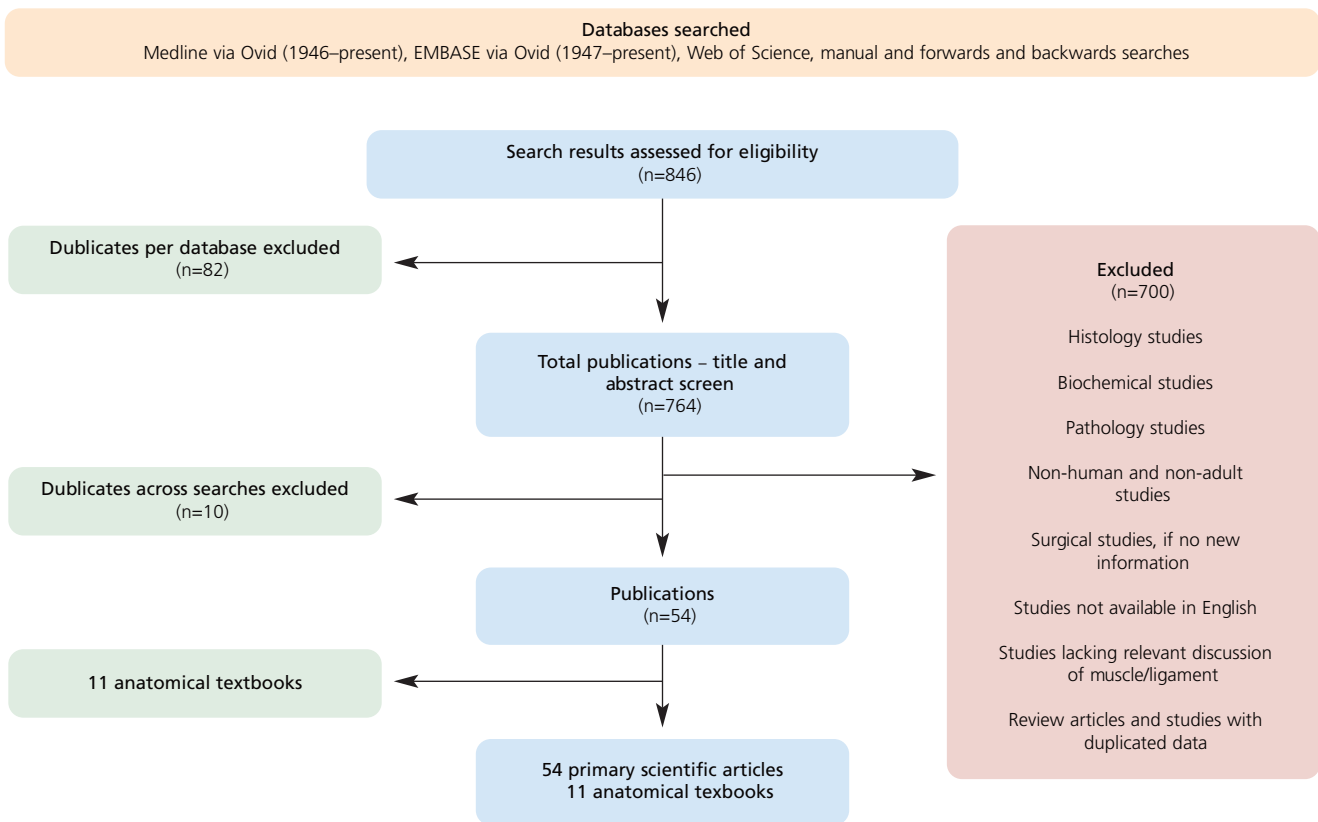 Databases searched
Medline via Ovid (1946–present), EMBASE via Ovid (1947–present), Web of Science, manual and forwards and backwards searches
Search results assessed for eligibility
(n=846)
Dublicates per database excluded
(n=82)
Total publications – title and
abstract screen
(n=764)
Dublicates across searches excluded
(n=10)
Excluded
(n=700)
Histology studies
Biochemical studies
Pathology studies
Non-human and non-adult
studies
Surgical studies, if no new
information
Studies not available in English
Studies lacking relevant discussion
of muscle/ligament
Review articles and studies with
duplicated data
Publications
(n=54)
11 anatomical textbooks
54 primary scientific articles
11 anatomical texbooks